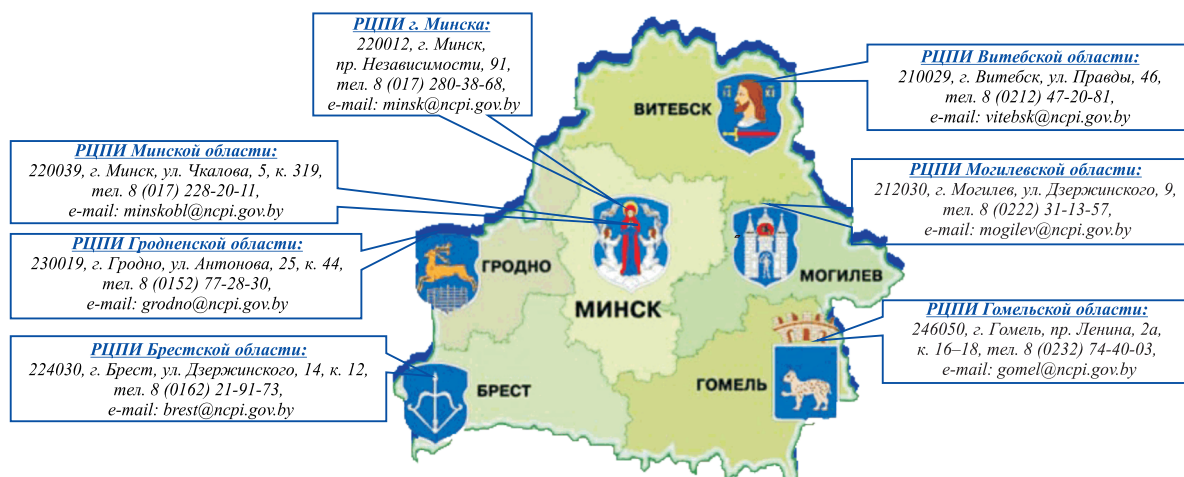 РЦПИ г. Минска:
220012, г. Минск,
пр. Независимости, 91,
тел. 8 (017) 280-38-68,
e-mail: minsk@ncpi.gov.by
РЦПИ Витебской области:
210029, г. Витебск, ул. Правды, 46,
тел. 8 (0212) 47-20-81,
e-mail: vitebsk@ncpi.gov.by
РЦПИ Минской области:
220039, г. Минск, ул. Чкалова, 5, к. 319,
тел. 8 (017) 228-20-11,
e-mail: minskobl@ncpi.gov.by
РЦПИ Могилевской области:
212030, г. Могилев, ул. Дзержинского, 9,
тел. 8 (0222) 31-13-57,
e-mail: mogilev@ncpi.gov.by
РЦПИ Гродненской области:
230019, г. Гродно, ул. Антонова, 25, к. 44,
тел. 8 (0152) 77-28-30,
e-mail: grodno@ncpi.gov.by
РЦПИ Гомельской области:
246050, г. Гомель, пр. Ленина, 2а,
к. 16–18, тел. 8 (0232) 74-40-03,
e-mail: gomel@ncpi.gov.by
РЦПИ Брестской области:
224030, г. Брест, ул. Дзержинского, 14, к. 12,
тел. 8 (0162) 21-91-73,
e-mail: brest@ncpi.gov.by
ВИТЕБСК
ГРОДНО
МОГИЛЕВ
МИНСК
БРЕСТ
ГОМЕЛЬ